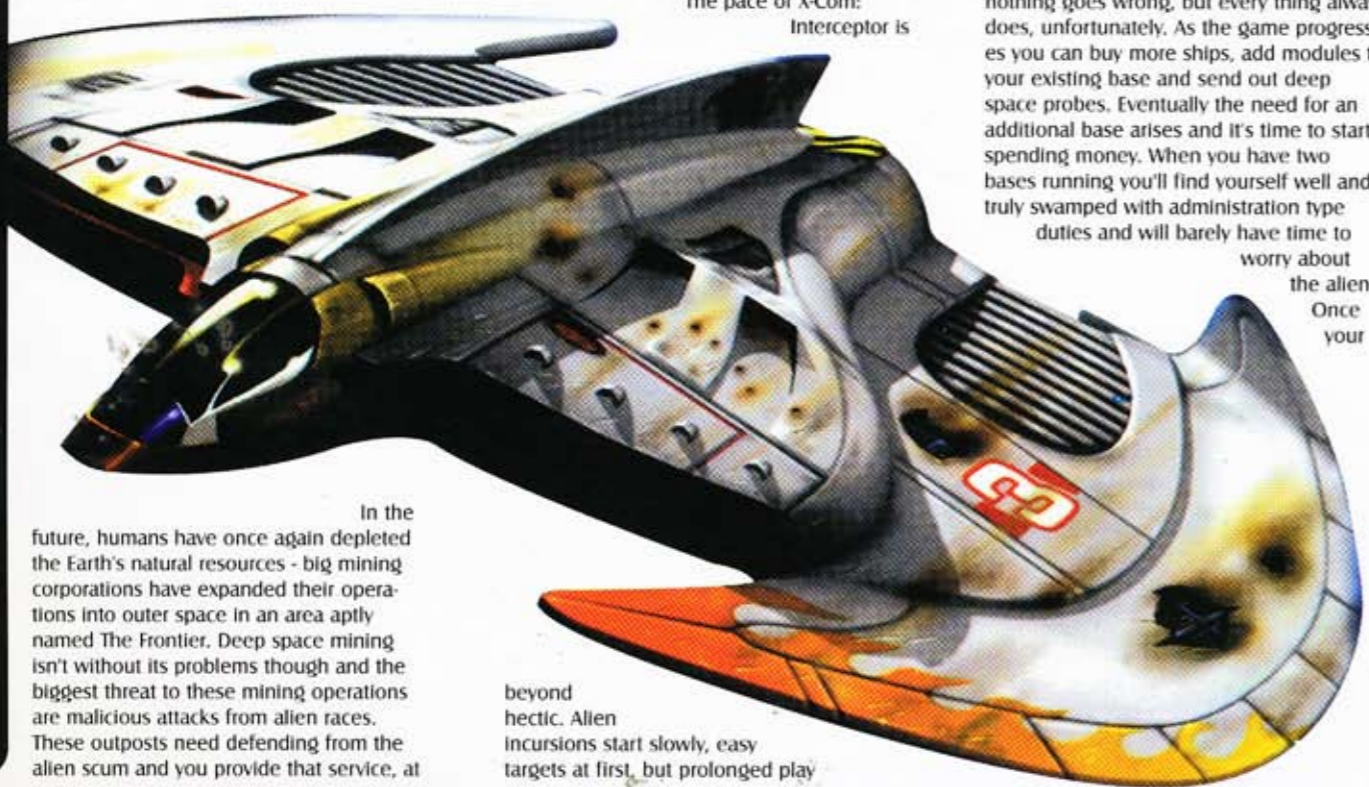 In the
future, humans have once again depleted
the Earth's natural resources - big mining
corporations have expanded their opera-
tions into outer space in an area aptly
named The Frontier. Deep space mining
isn't without its problems though and the
biggest threat to these mining operations
are malicious attacks from alien races.
These outposts need defending from the
alien scum and you provide that service, at
The pace of X-Com:
Interceptor is
beyond
hectic. Alien
incursions start slowly, easy
targets at first, but prolonged play
nothing goes wrong, but every thing
does, unfortunately. As the game progress-
es you can buy more ships, add modules
your existing base and send out deep
space probes. Eventually the need for an
additional base arises and it's time to start
spending money. When you have two
bases running you'll find yourself well and
truly swamped with administration type
duties and will barely have time to
worry about
the alien
Once
your
3